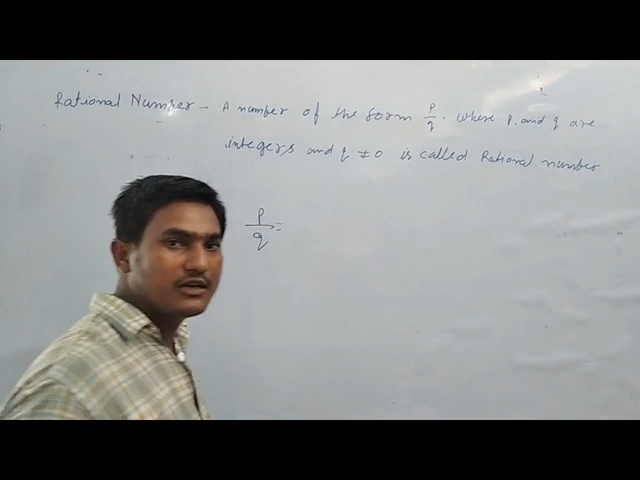 Rational Number - A number of the form p/q. where p, and q are
integers and q ≠ 0 is called Rational number
p/q =